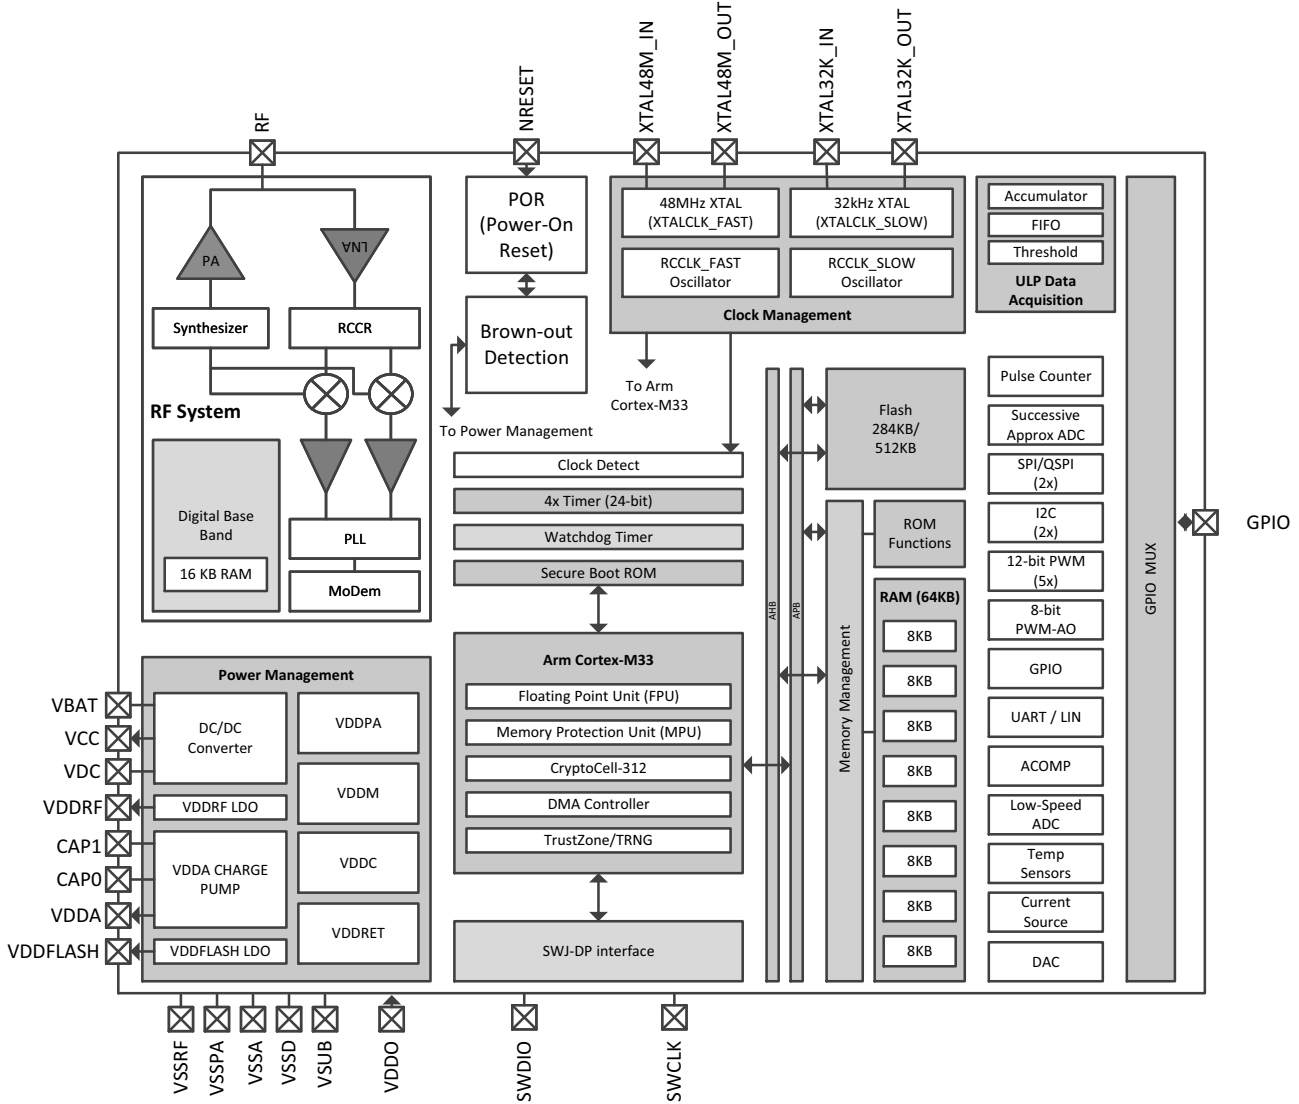 XTAL48M_IN
XTAL48M_OUT
XTAL32K_IN
XTAL32K_OUT
NRESET
RF
PA
LNA
Synthesizer
RCCR
RF System
Digital Base
Band
16 KB RAM
PLL
MoDem
POR
(Power-On
Reset)
Brown-out
Detection
To Power Management
48MHz XTAL
(XTALCLK_FAST)
32kHz XTAL
(XTALCLK_SLOW)
RCCLK_FAST
Oscillator
RCCLK_SLOW
Oscillator
Clock Management
To Arm
Cortex-M33
Accumulator
FIFO
Threshold
ULP Data
Acquisition
Clock Detect
4x Timer (24-bit)
Watchdog Timer
Secure Boot ROM
Arm Cortex-M33
Floating Point Unit (FPU)
Memory Protection Unit (MPU)
CryptoCell-312
DMA Controller
TrustZone/TRNG
SWJ-DP interface
AHB
APB
Flash
284KB/
512KB
Memory Management
ROM
Functions
RAM (64KB)
8KB
8KB
8KB
8KB
8KB
8KB
8KB
8KB
Pulse Counter
Successive
Approx ADC
SPI/QSPI
(2x)
I2C
(2x)
12-bit PWM
(5x)
8-bit
PWM-AO
GPIO
UART / LIN
ACOMP
Low-Speed
ADC
Temp
Sensors
Current
Source
DAC
GPIO MUX
GPIO
Power Management
DC/DC
Converter
VDDRF LDO
VDDA CHARGE
PUMP
VDDFLASH LDO
VDDPA
VDDM
VDDC
VDDRET
VBAT
VCC
VDC
VDDRF
CAP1
CAP0
VDDA
VDDFLASH
VSSRF
VSSPA
VSSA
VSSD
VSUB
VDDO
SWDIO
SWCLK